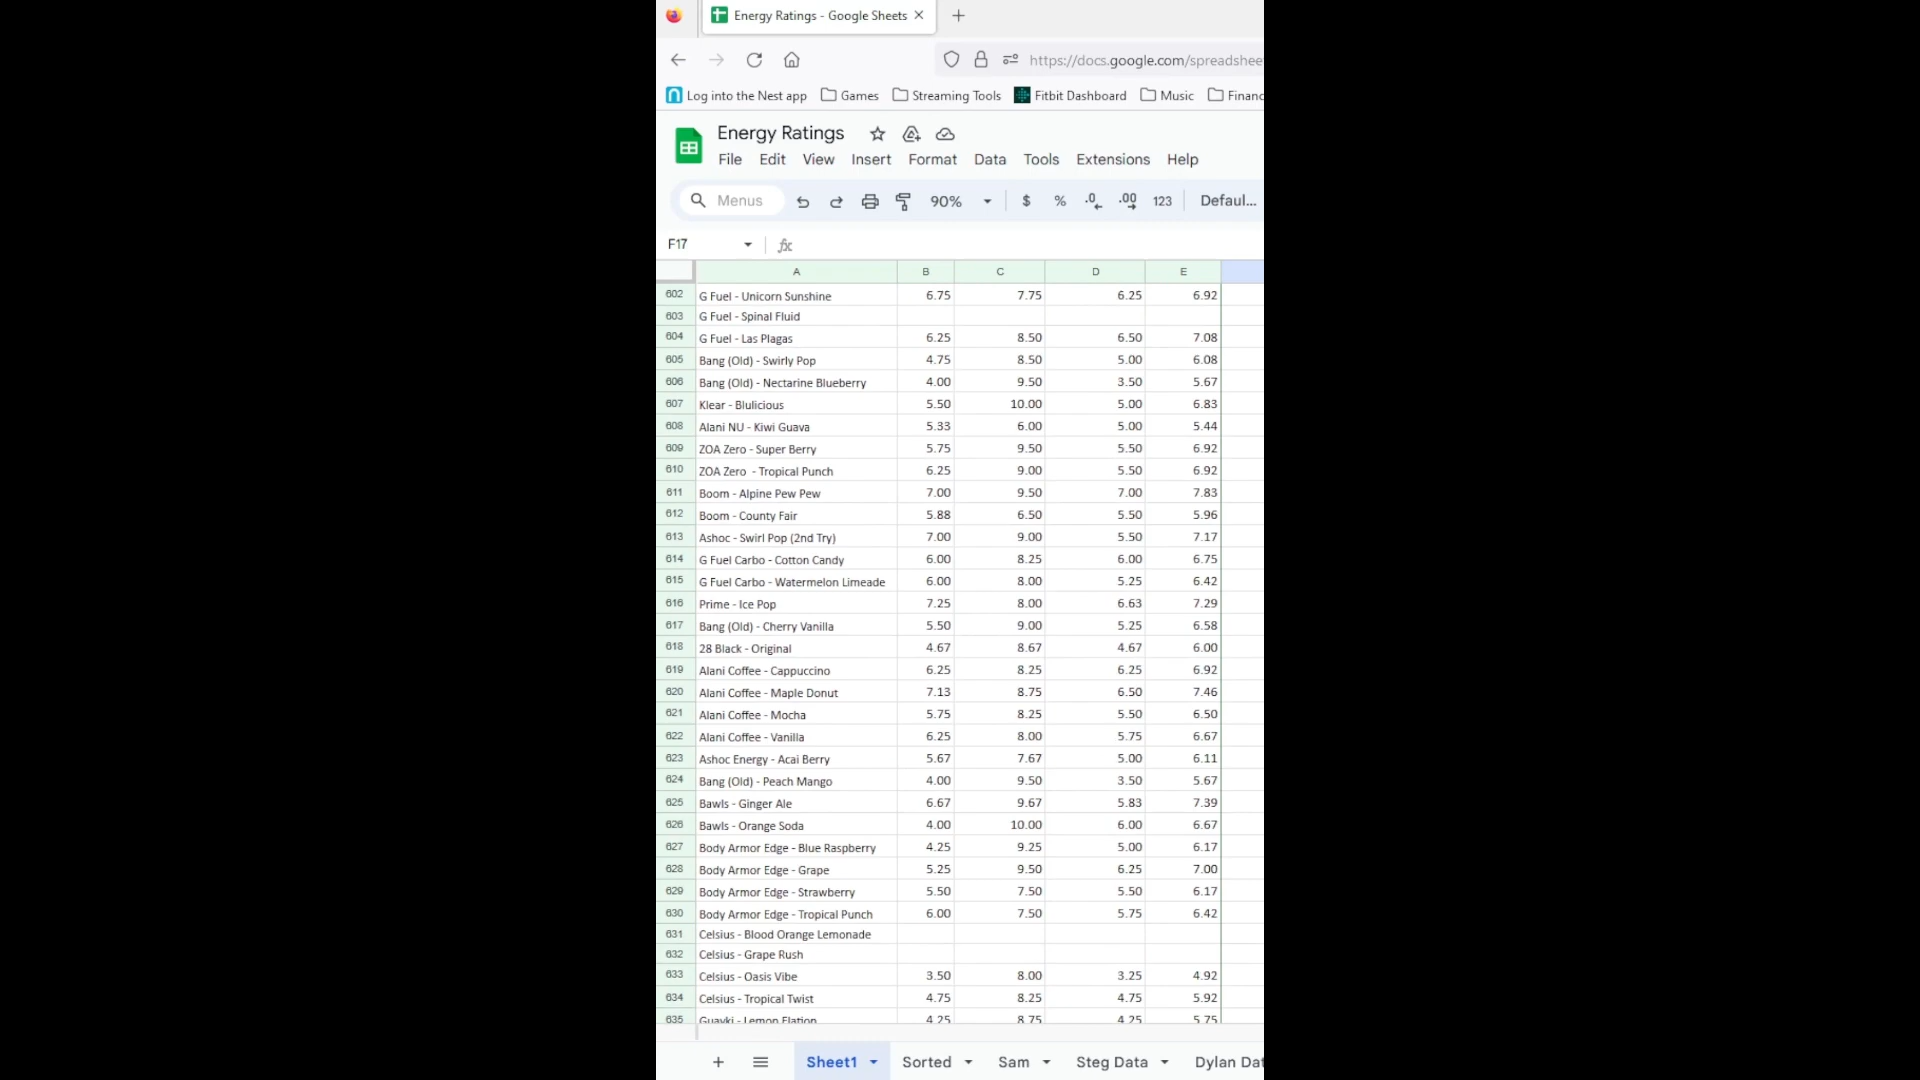 Energy Ratings - Google Sheets
https://docs.google.com/spreadshee
Log into the Nest app Games Streaming Tools Fitbit Dashboard Music Financ
Energy Ratings
File Edit View Insert Format Data Tools Extensions Help
Menus 90% $ % .0 .00 123 Defaul...
F17 fx
A B C D E
602 G Fuel - Unicorn Sunshine 6.75 7.75 6.25 6.92
603 G Fuel - Spinal Fluid
604 G Fuel - Las Plagas 6.25 8.50 6.50 7.08
605 Bang (Old) - Swirly Pop 4.75 8.50 5.00 6.08
606 Bang (Old) - Nectarine Blueberry 4.00 9.50 3.50 5.67
607 Klear - Blulicious 5.50 10.00 5.00 6.83
608 Alani NU - Kiwi Guava 5.33 6.00 5.00 5.44
609 ZOA Zero - Super Berry 5.75 9.50 5.50 6.92
610 ZOA Zero - Tropical Punch 6.25 9.00 5.50 6.92
611 Boom - Alpine Pew Pew 7.00 9.50 7.00 7.83
612 Boom - County Fair 5.88 6.50 5.50 5.96
613 Ashoc - Swirl Pop (2nd Try) 7.00 9.00 5.50 7.17
614 G Fuel Carbo - Cotton Candy 6.00 8.25 6.00 6.75
615 G Fuel Carbo - Watermelon Limeade 6.00 8.00 5.25 6.42
616 Prime - Ice Pop 7.25 8.00 6.63 7.29
617 Bang (Old) - Cherry Vanilla 5.50 9.00 5.25 6.58
618 28 Black - Original 4.67 8.67 4.67 6.00
619 Alani Coffee - Cappuccino 6.25 8.25 6.25 6.92
620 Alani Coffee - Maple Donut 7.13 8.75 6.50 7.46
621 Alani Coffee - Mocha 5.75 8.25 5.50 6.50
622 Alani Coffee - Vanilla 6.25 8.00 5.75 6.67
623 Ashoc Energy - Acai Berry 5.67 7.67 5.00 6.11
624 Bang (Old) - Peach Mango 4.00 9.50 3.50 5.67
625 Bawls - Ginger Ale 6.67 9.67 5.83 7.39
626 Bawls - Orange Soda 4.00 10.00 6.00 6.67
627 Body Armor Edge - Blue Raspberry 4.25 9.25 5.00 6.17
628 Body Armor Edge - Grape 5.25 9.50 6.25 7.00
629 Body Armor Edge - Strawberry 5.50 7.50 5.50 6.17
630 Body Armor Edge - Tropical Punch 6.00 7.50 5.75 6.42
631 Celsius - Blood Orange Lemonade
632 Celsius - Grape Rush
633 Celsius - Oasis Vibe 3.50 8.00 3.25 4.92
634 Celsius - Tropical Twist 4.75 8.25 4.75 5.92
635 Guayki - Lemon Elation 4.25 8.75 4.25 5.75
Sheet1 Sorted Sam Steg Data Dylan Dat